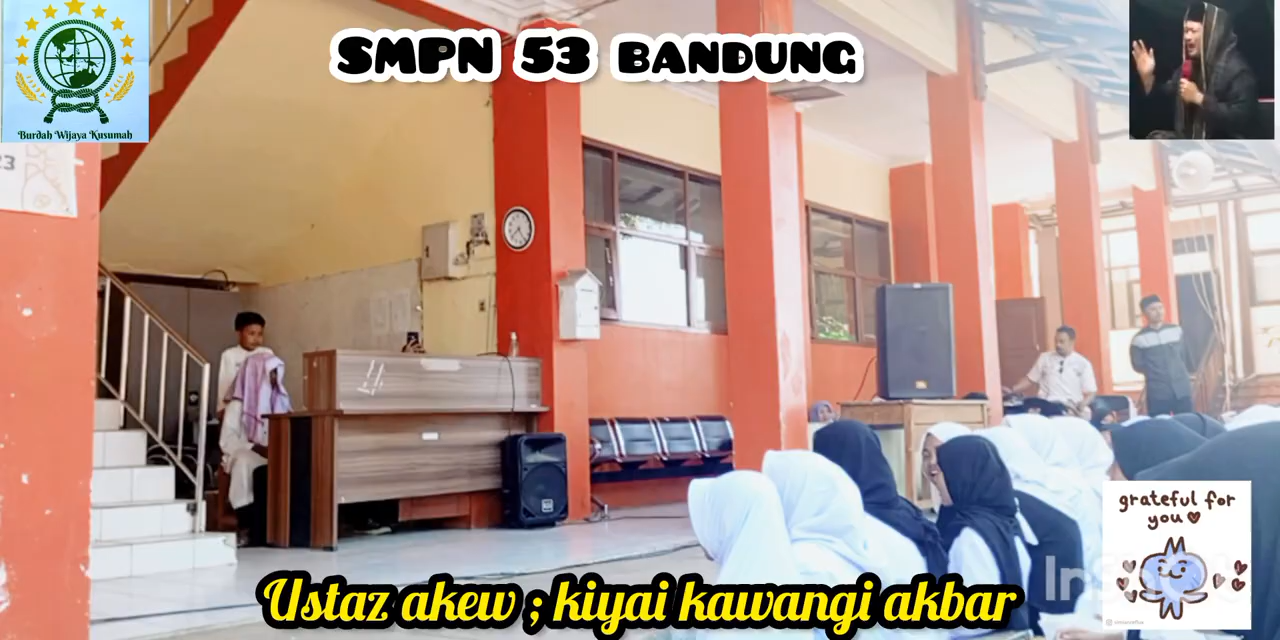 SMPN 53 BANDUNG
Burdah Wijaya Kusumah
grateful for
you
Ustaz akew ; kiyai kawangi akbar